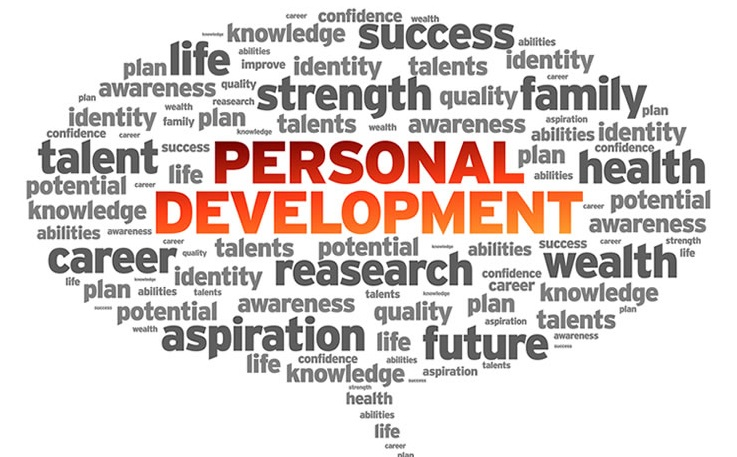 career confidence wealth
knowledge success abilities
life abilities
plan improve identity talents identity
career
awareness quality strength quality family
plan wealth reasearch plan
identity family plan talents wealth awareness aspiration abilities identity
confidence career knowledge confidence
talent success PERSONAL plan health
life abilities
potential career DEVELOPMENT career potential
knowledge awareness
abilities awareness
career career quality talents potential knowledge abilities success career wealth strength life
life knowledge identity reasearch confidence career knowledge
plan abilities talents talents knowledge plan
success potential awareness quality aspiration talents plan
wealth aspiration life future awareness success
life confidence abilities talents
knowledge success aspiration
strength
health
abilities
life
career
plan